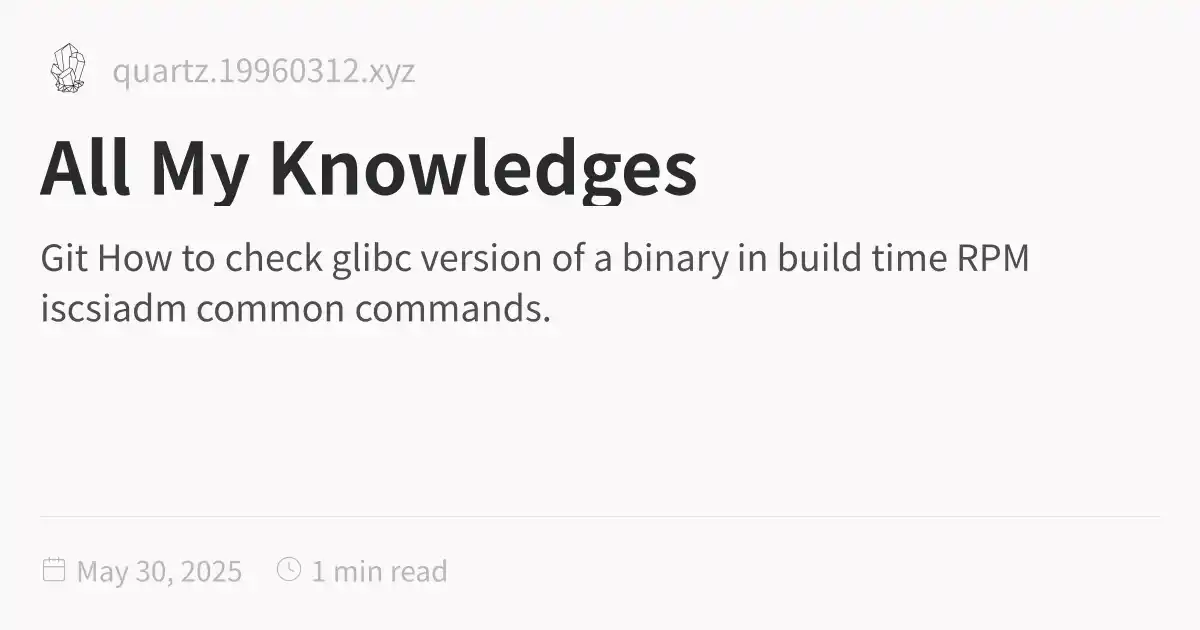 quartz.19960312.xyz
All My Knowledges
Git How to check glibc version of a binary in build time RPM
iscsiadm common commands.
May 30, 2025 1 min read